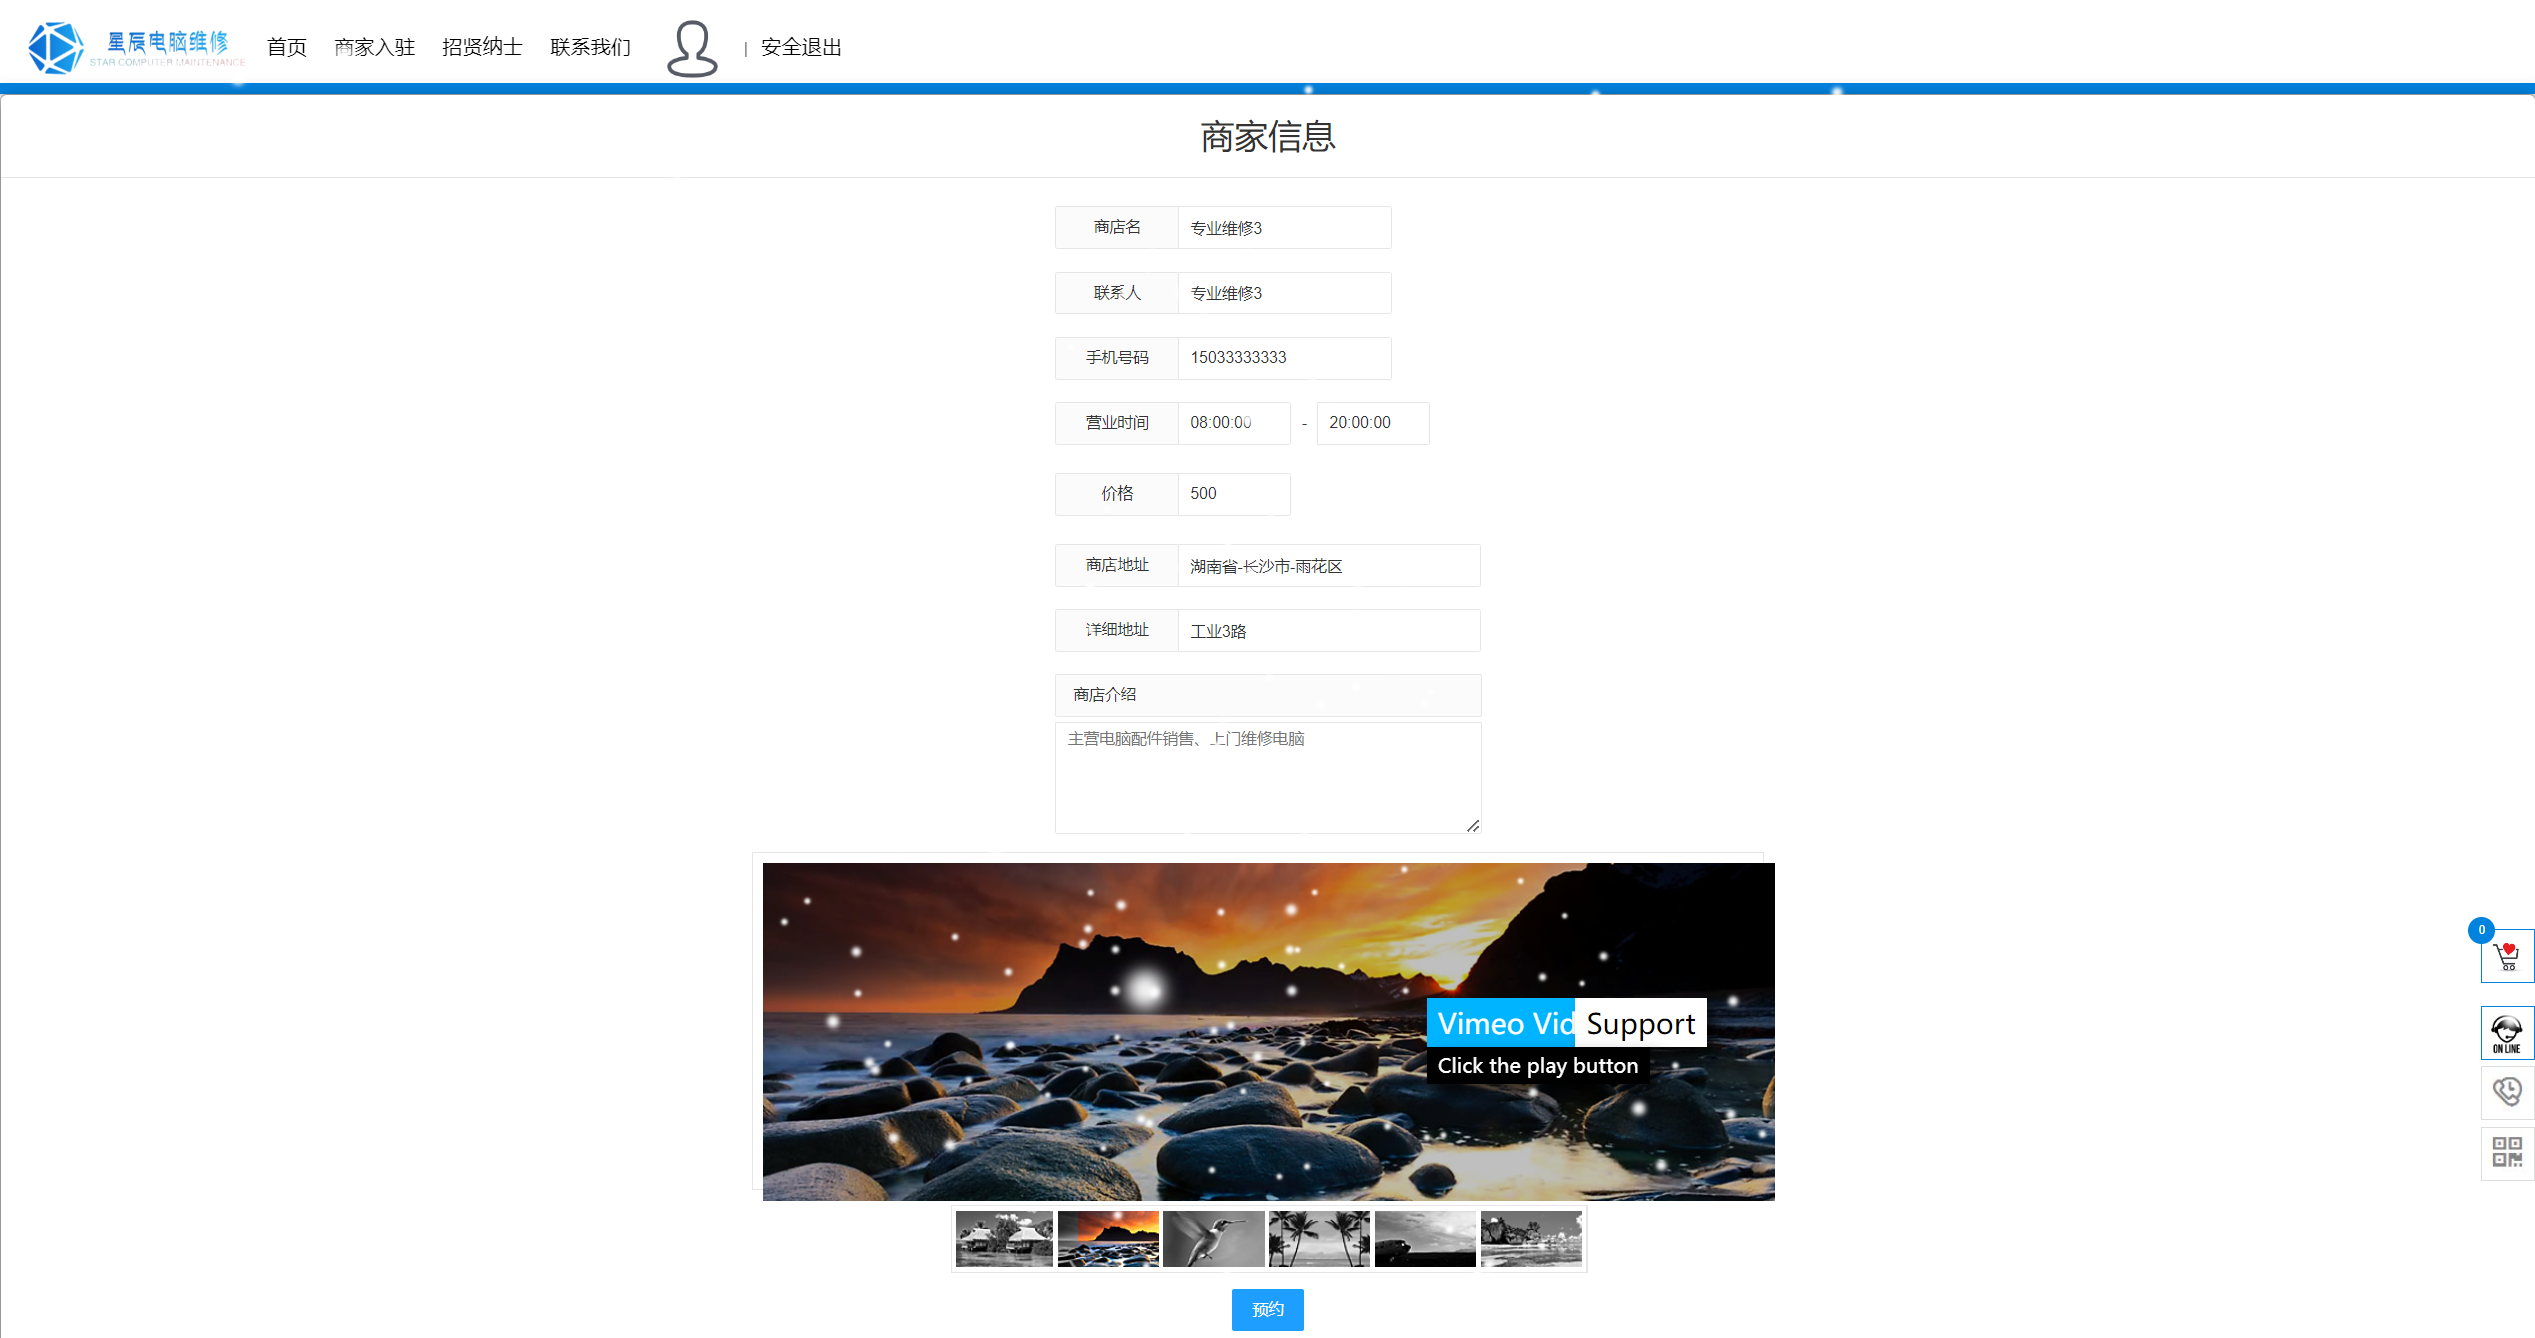 星辰电脑维修
STAR COMPUTER MAINTENANCE
首页 商家入驻 招贤纳士 联系我们 | 安全退出
商家信息
商店名 专业维修3
联系人 专业维修3
手机号码 15033333333
营业时间 08:00:00 - 20:00:00
价格 500
商店地址 湖南省-长沙市-雨花区
详细地址 工业3路
商店介绍
主营电脑配件销售、上门维修电脑
Vimeo Vid Support
Click the play button
0
ON LINE
预约